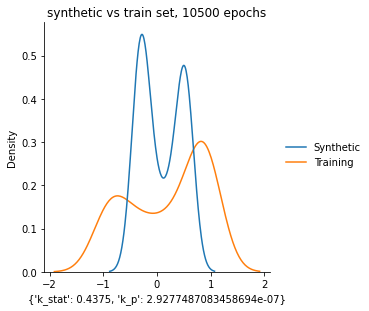 synthetic vs train set, 10500 epochs
0.5
0.4
0.3
0.2
0.1
0.0
Density
Synthetic
Training
−2
−1
0
1
2
{'k_stat': 0.4375, 'k_p': 2.9277487083458694e-07}